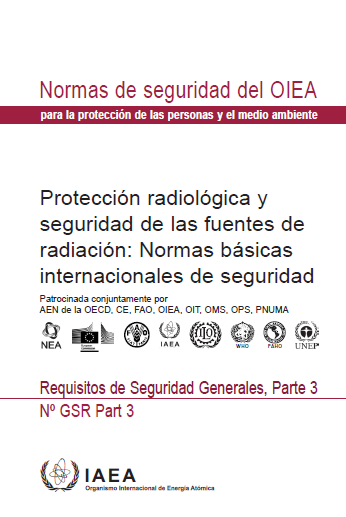 Normas de seguridad del OIEA
para la protección de las personas y el medio ambiente
Protección radiológica y
seguridad de las fuentes de
radiación: Normas básicas
internacionales de seguridad
Patrocinada conjuntamente por
AEN de la OECD, CE, FAO, OIEA, OIT, OMS, OPS, PNUMA
NEA
IAEA
WHO
PAHO
UNEP
Requisitos de Seguridad Generales, Parte 3
Nº GSR Part 3
IAEA
Organismo Internacional de Energía Atómica